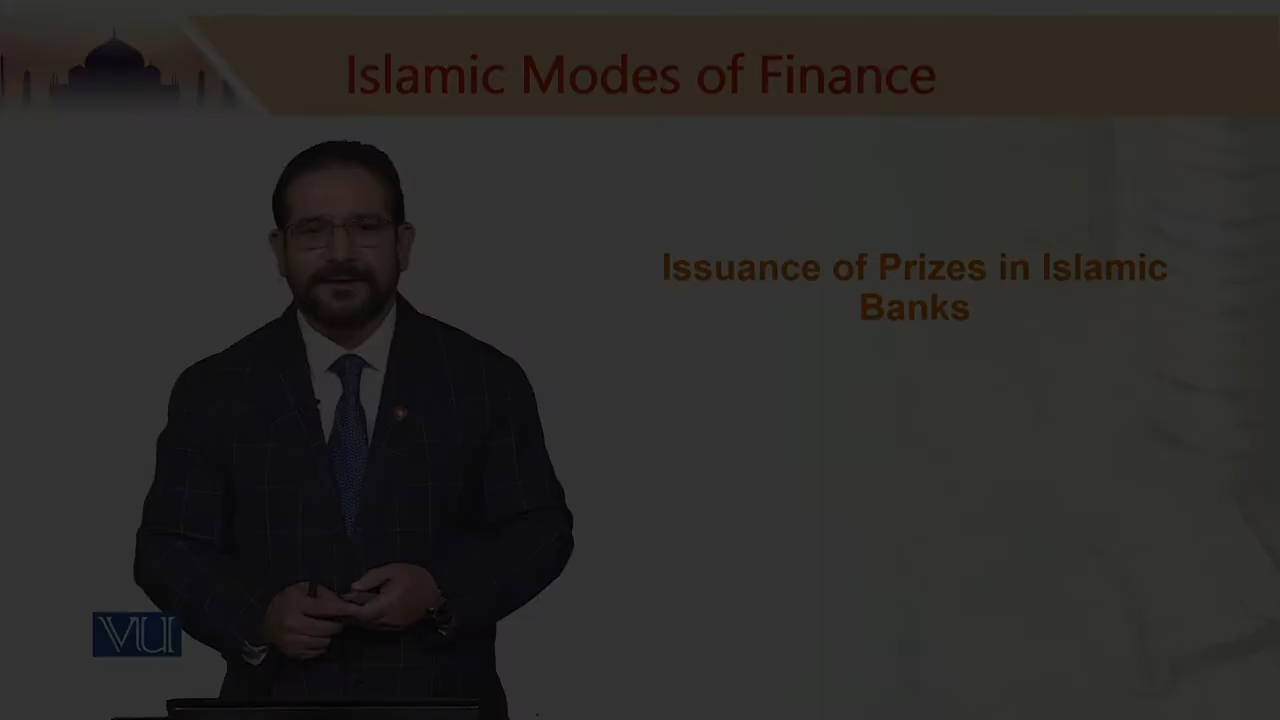 Islamic Modes of Finance
Issuance of Prizes in Islamic
Banks
VU